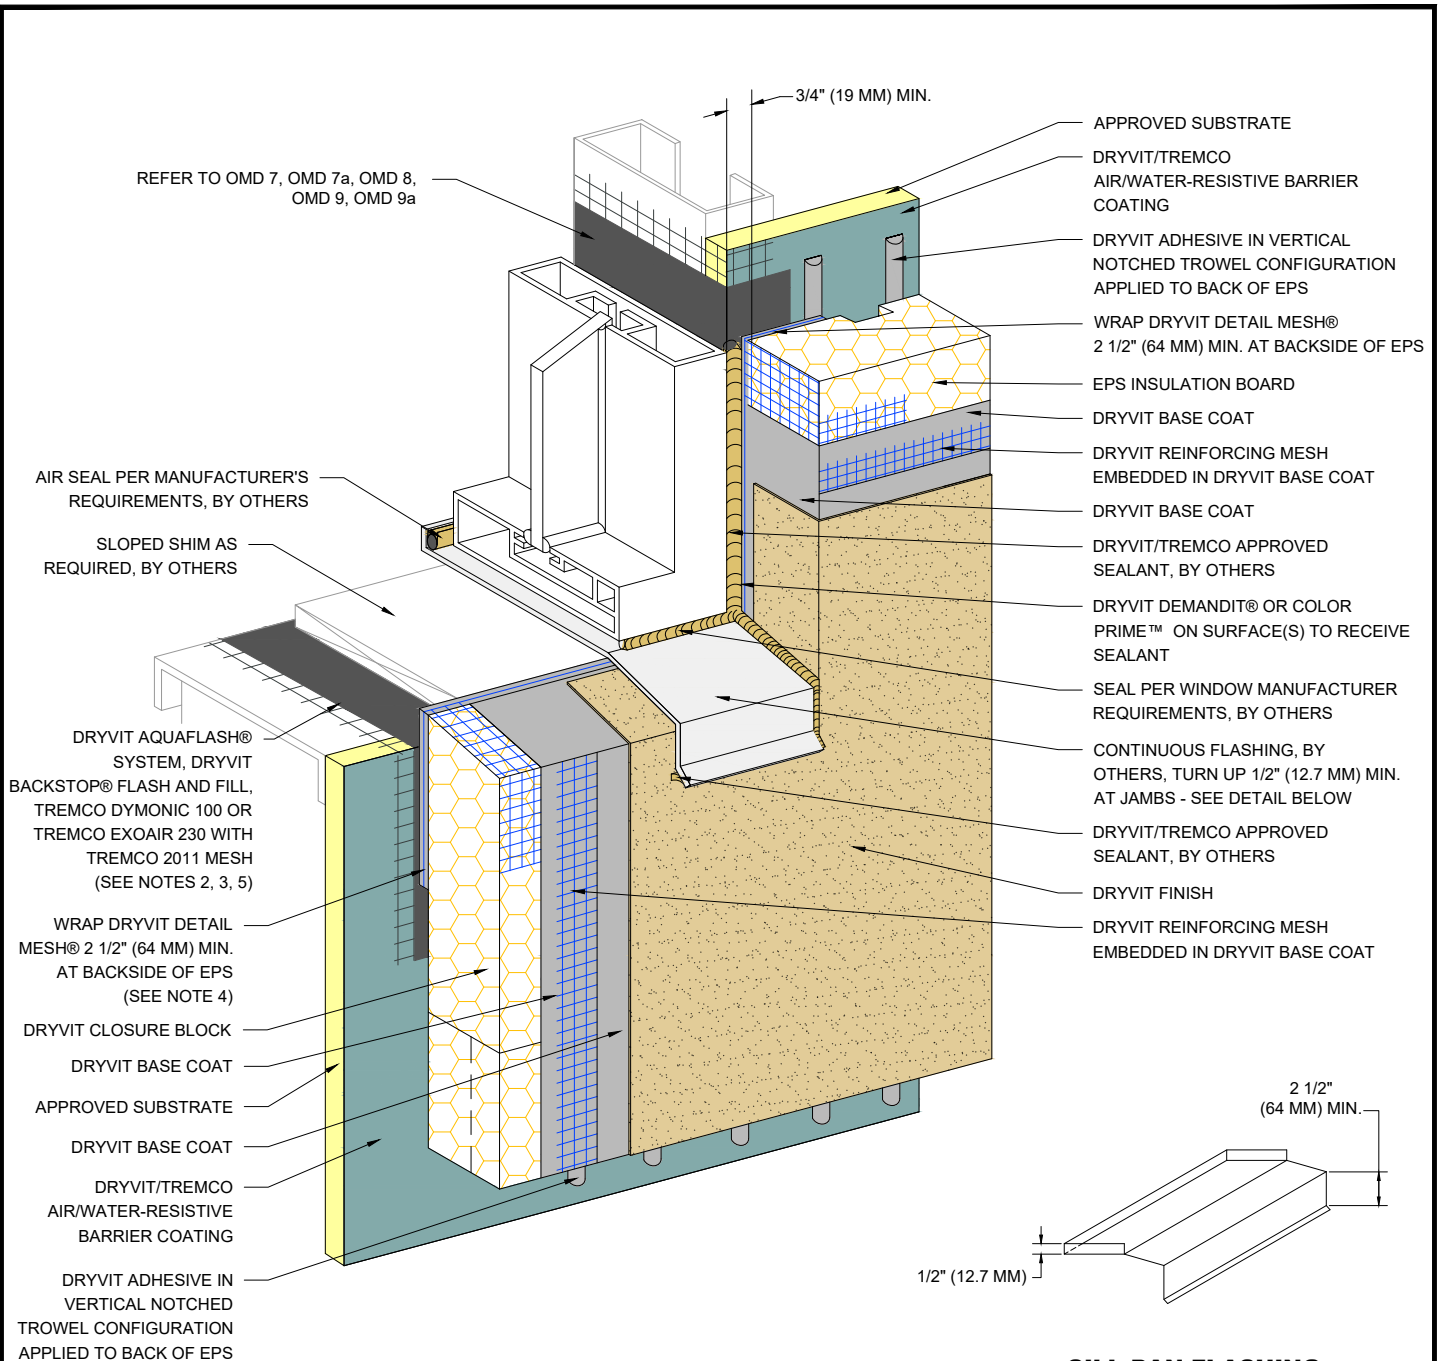 3/4" (19 MM) MIN.
REFER TO OMD 7, OMD 7a, OMD 8,
OMD 9, OMD 9a
AIR SEAL PER MANUFACTURER'S
REQUIREMENTS, BY OTHERS
SLOPED SHIM AS
REQUIRED, BY OTHERS
DRYVIT AQUAFLASH®
SYSTEM, DRYVIT
BACKSTOP® FLASH AND FILL,
TREMCO DYMONIC 100 OR
TREMCO EXOAIR 230 WITH
TREMCO 2011 MESH
(SEE NOTES 2, 3, 5)
WRAP DRYVIT DETAIL
MESH® 2 1/2" (64 MM) MIN.
AT BACKSIDE OF EPS
(SEE NOTE 4)
DRYVIT CLOSURE BLOCK
DRYVIT BASE COAT
APPROVED SUBSTRATE
DRYVIT BASE COAT
DRYVIT/TREMCO
AIR/WATER-RESISTIVE
BARRIER COATING
DRYVIT ADHESIVE IN
VERTICAL NOTCHED
TROWEL CONFIGURATION
APPLIED TO BACK OF EPS
APPROVED SUBSTRATE
DRYVIT/TREMCO
AIR/WATER-RESISTIVE BARRIER
COATING
DRYVIT ADHESIVE IN VERTICAL
NOTCHED TROWEL CONFIGURATION
APPLIED TO BACK OF EPS
WRAP DRYVIT DETAIL MESH®
2 1/2" (64 MM) MIN. AT BACKSIDE OF EPS
EPS INSULATION BOARD
DRYVIT BASE COAT
DRYVIT REINFORCING MESH
EMBEDDED IN DRYVIT BASE COAT
DRYVIT BASE COAT
DRYVIT/TREMCO APPROVED
SEALANT, BY OTHERS
DRYVIT DEMANDIT® OR COLOR
PRIME™ ON SURFACE(S) TO RECEIVE
SEALANT
SEAL PER WINDOW MANUFACTURER
REQUIREMENTS, BY OTHERS
CONTINUOUS FLASHING, BY
OTHERS, TURN UP 1/2" (12.7 MM) MIN.
AT JAMBS - SEE DETAIL BELOW
DRYVIT/TREMCO APPROVED
SEALANT, BY OTHERS
DRYVIT FINISH
DRYVIT REINFORCING MESH
EMBEDDED IN DRYVIT BASE COAT
2 1/2"
(64 MM) MIN.
1/2" (12.7 MM)
SILL PAN FLASHING